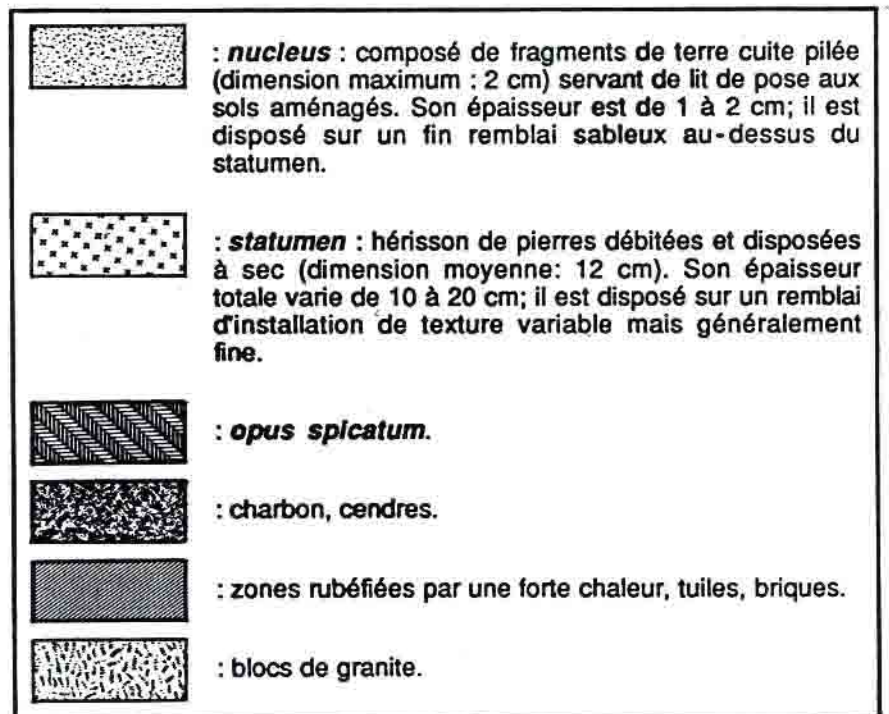 : nucleus : composé de fragments de terre cuite pilée
(dimension maximum : 2 cm) servant de lit de pose aux
sols aménagés. Son épaisseur est de 1 à 2 cm; il est
disposé sur un fin remblai sableux au-dessus du
statumen.
: statumen : hérisson de pierres débitées et disposées
à sec (dimension moyenne: 12 cm). Son épaisseur
totale varie de 10 à 20 cm; il est disposé sur un remblai
d'installation de texture variable mais généralement
fine.
: opus spicatum.
: charbon, cendres.
: zones rubéfiées par une forte chaleur, tuiles, briques.
: blocs de granite.